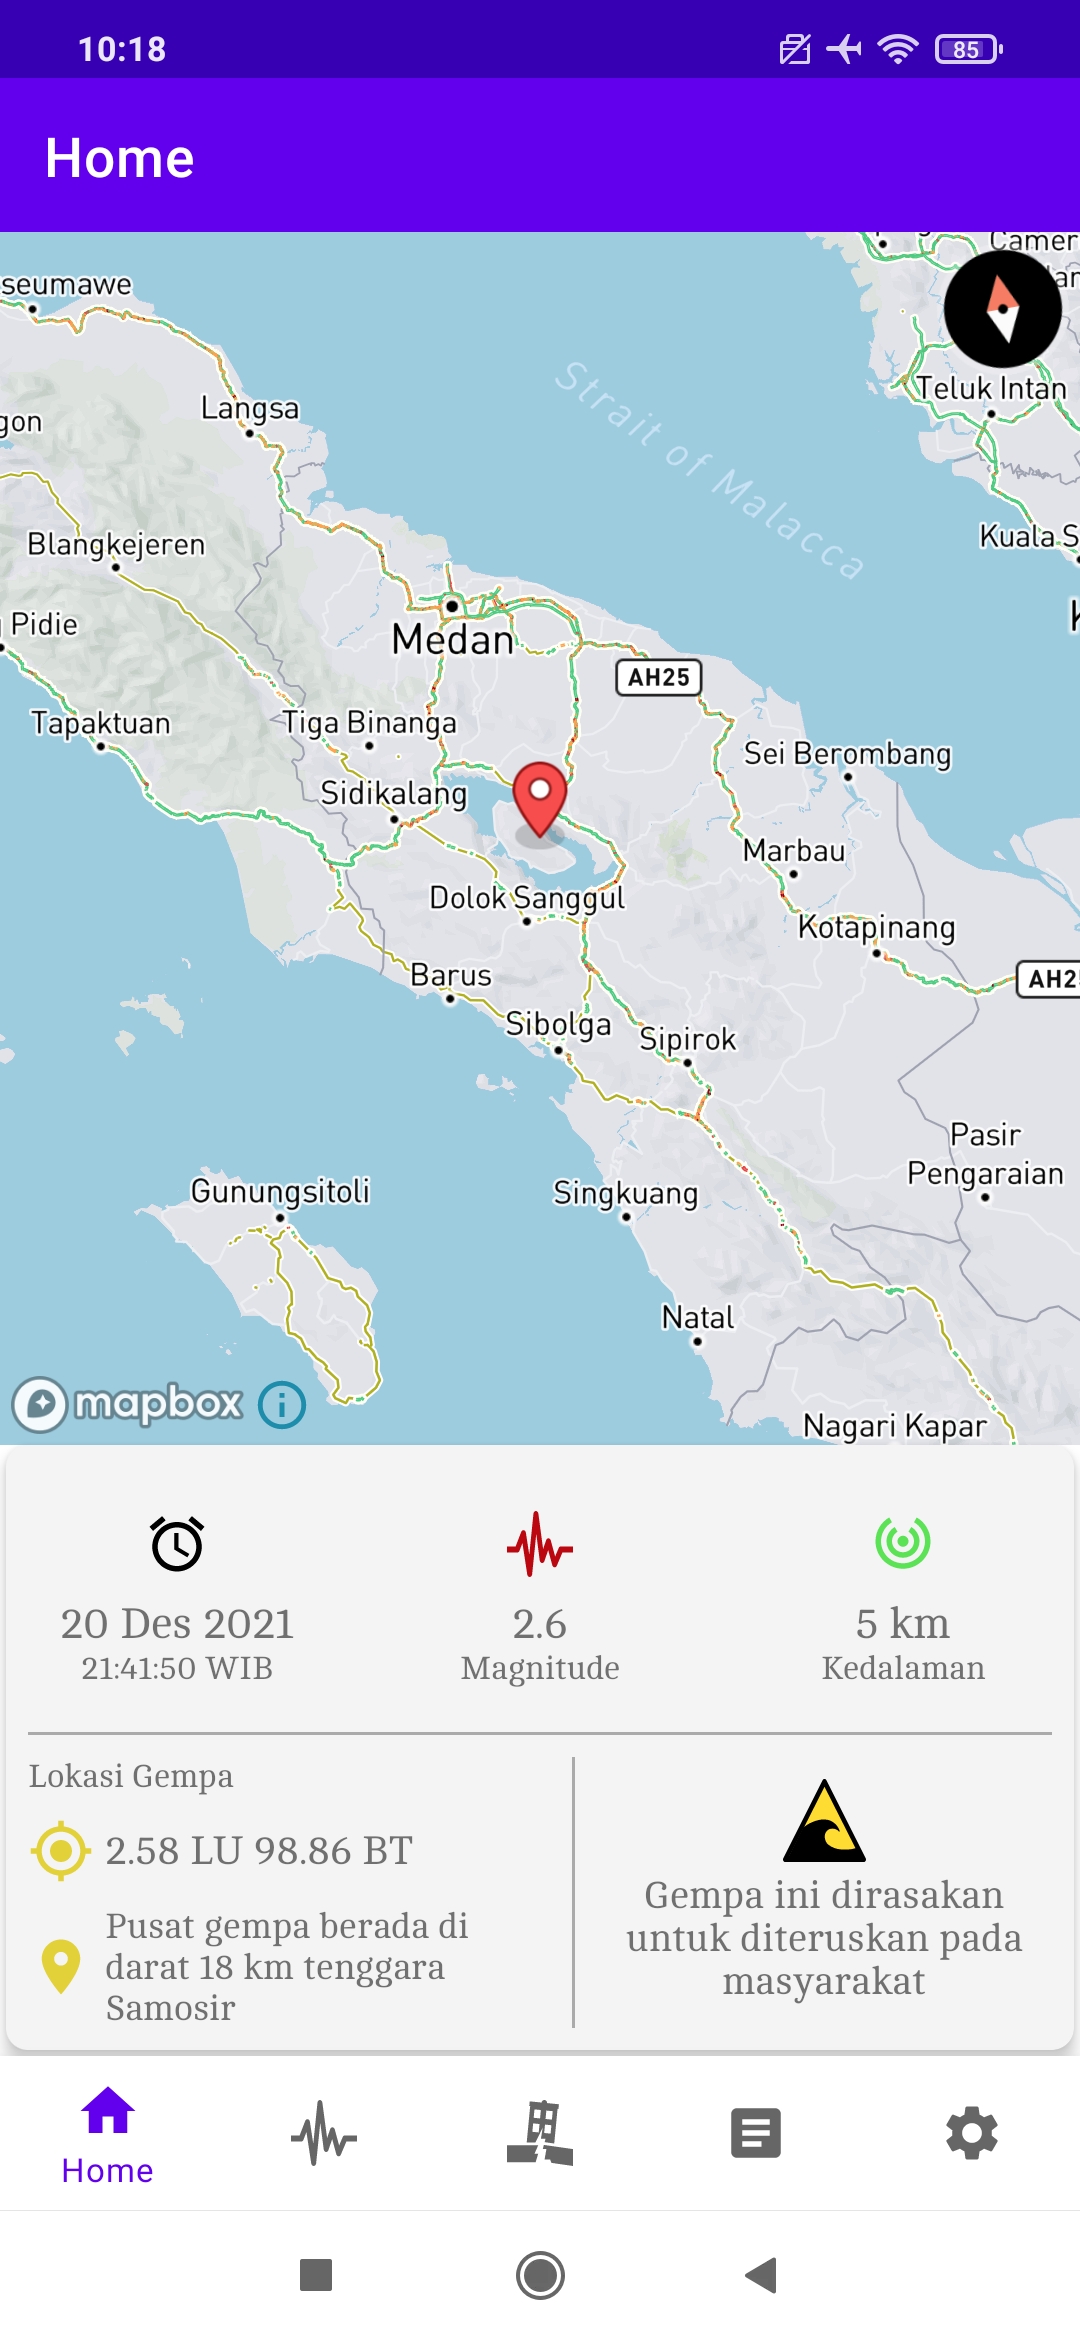 10:18
85
Home
Camer
seumawe
Langsa
Strait of Malacca
Teluk Intan
gon
Kuala S
Blangkejeren
Pidie
Medan
AH25
Tapaktuan
Tiga Binanga
Sei Berombang
Sidikalang
Marbau
Dolok Sanggul
Kotapinang
Barus
AH2
Sibolga
Sipirok
Pasir
Pengaraian
Gunungsitoli
Singkuang
Natal
mapbox
Nagari Kapar
20 Des 2021
21:41:50 WIB
2.6
Magnitude
5 km
Kedalaman
Lokasi Gempa
2.58 LU 98.86 BT
Pusat gempa berada di
darat 18 km tenggara
Samosir
Gempa ini dirasakan
untuk diteruskan pada
masyarakat
Home